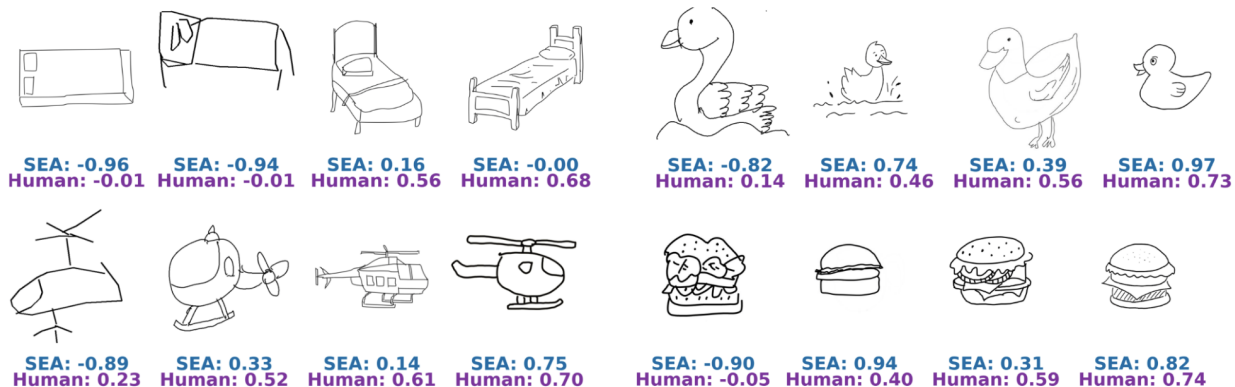 SEA: -0.96 SEA: -0.94 SEA: 0.16 SEA: -0.00 SEA: -0.82 SEA: 0.74 SEA: 0.39 SEA: 0.97
Human: -0.01 Human: -0.01 Human: 0.56 Human: 0.68 Human: 0.14 Human: 0.46 Human: 0.56 Human: 0.73
SEA: -0.89 SEA: 0.33 SEA: 0.14 SEA: 0.75 SEA: -0.90 SEA: 0.94 SEA: 0.31 SEA: 0.82
Human: 0.23 Human: 0.52 Human: 0.61 Human: 0.70 Human: -0.05 Human: 0.40 Human: 0.59 Human: 0.74